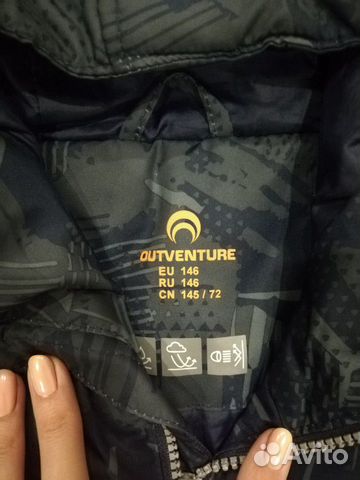 OUTVENTURE
EU 146
RU 146
CN 145 / 72
Avito